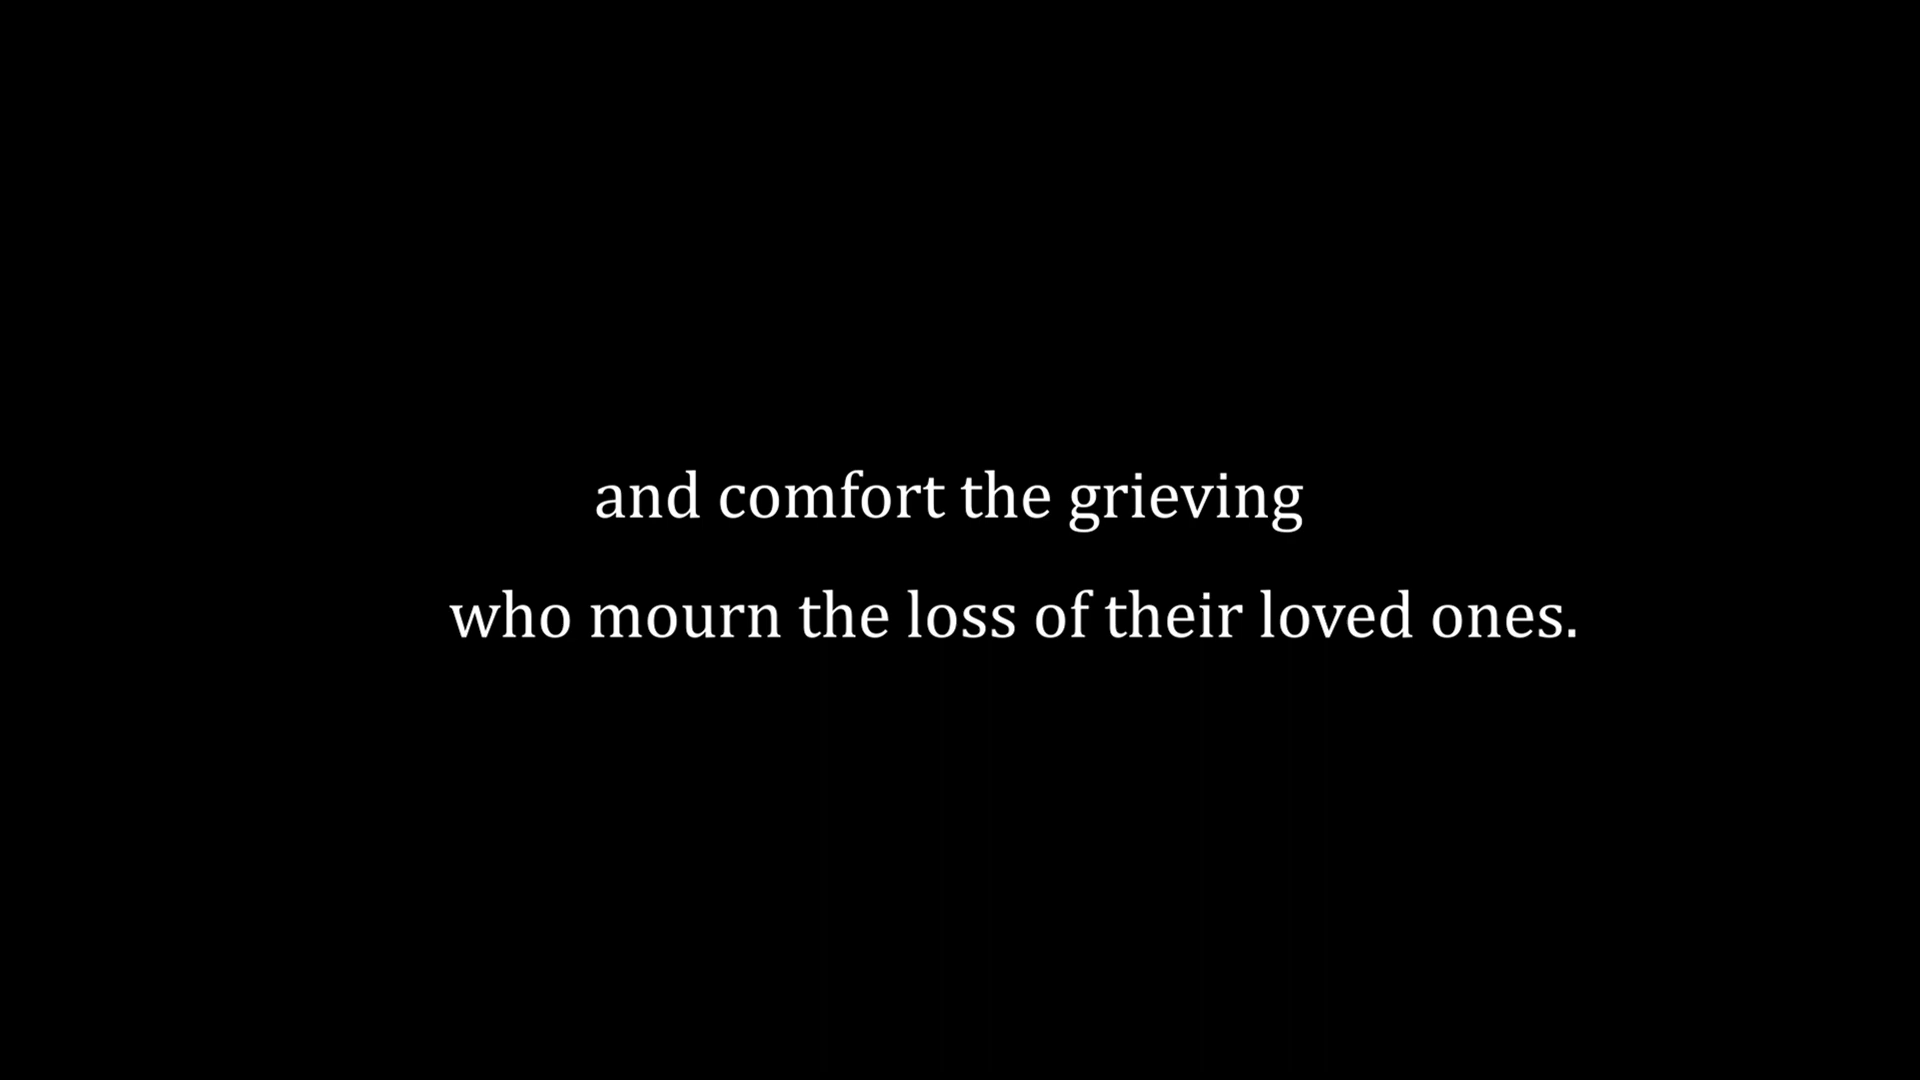 and comfort the grieving
who mourn the loss of their loved ones.